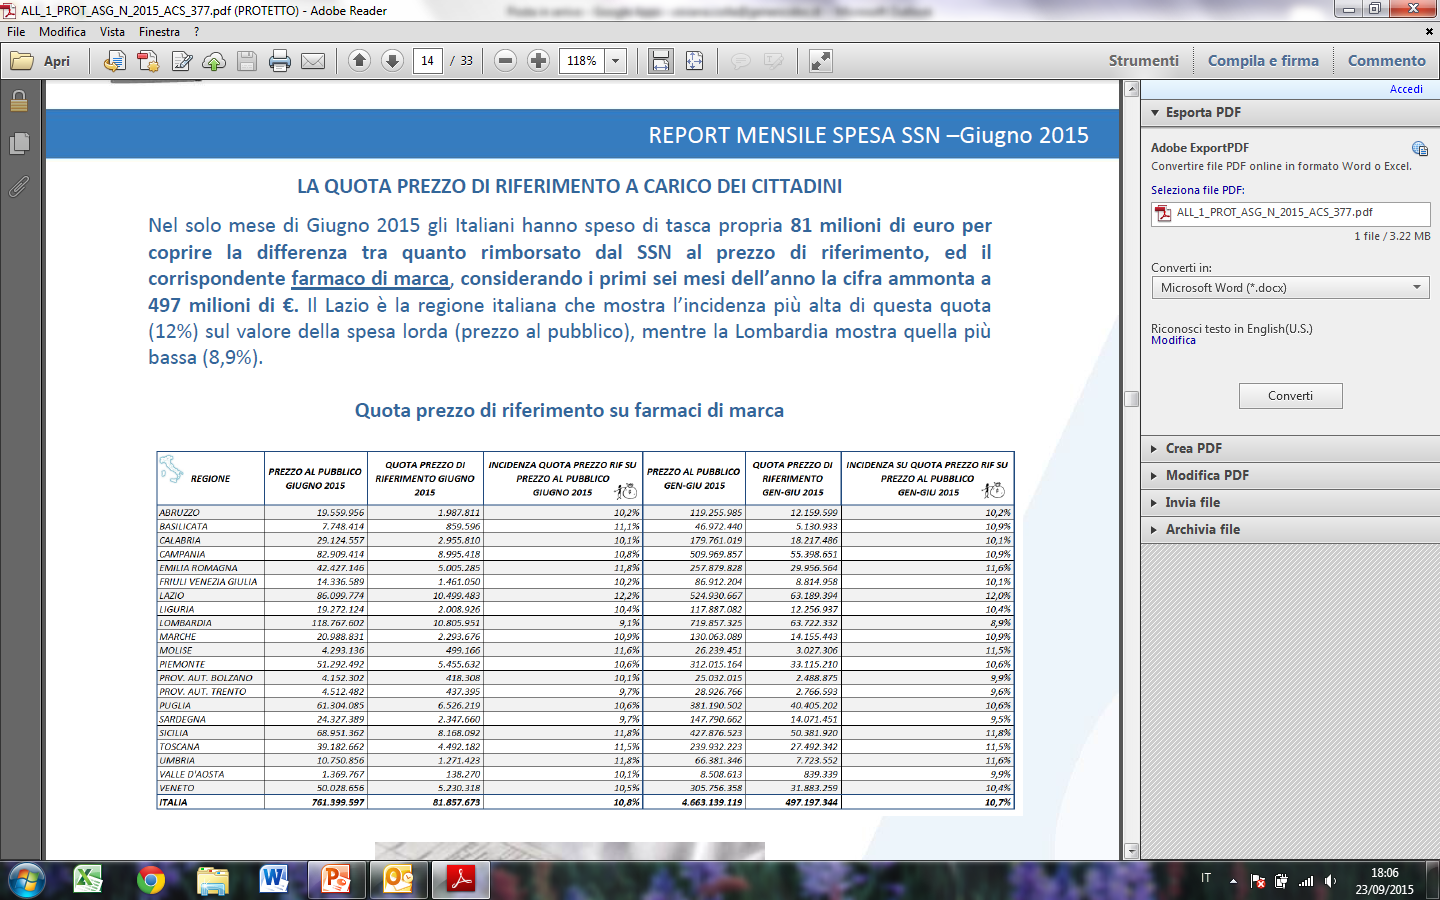 ALL_1_PROT_ASG_N_2015_ACS_377.pdf (PROTETTO) - Adobe Reader
File Modifica Vista Finestra ?
Apri 14 / 33 118% Strumenti Compila e firma Commento
Accedi
Esporta PDF
Adobe ExportPDF
Convertire file PDF online in formato Word o Excel.
Seleziona file PDF:
ALL_1_PROT_ASG_N_2015_ACS_377.pdf
1 file / 3.22 MB
Converti in:
Microsoft Word (*.docx)
Riconosci testo in English(U.S.)
Modifica
Converti
Crea PDF
Modifica PDF
Invia file
Archivia file
REPORT MENSILE SPESA SSN –Giugno 2015
LA QUOTA PREZZO DI RIFERIMENTO A CARICO DEI CITTADINI
Nel solo mese di Giugno 2015 gli Italiani hanno speso di tasca propria 81 milioni di euro per
coprire la differenza tra quanto rimborsato dal SSN al prezzo di riferimento, ed il
corrispondente farmaco di marca, considerando i primi sei mesi dell’anno la cifra ammonta a
497 milioni di €. Il Lazio è la regione italiana che mostra l’incidenza più alta di questa quota
(12%) sul valore della spesa lorda (prezzo al pubblico), mentre la Lombardia mostra quella più
bassa (8,9%).
Quota prezzo di riferimento su farmaci di marca
REGIONE PREZZO AL PUBBLICO GIUGNO 2015 QUOTA PREZZO DI RIFERIMENTO GIUGNO 2015 INCIDENZA QUOTA PREZZO RIF SU PREZZO AL PUBBLICO GIUGNO 2015 PREZZO AL PUBBLICO GEN-GIU 2015 QUOTA PREZZO DI RIFERIMENTO GEN-GIU 2015 INCIDENZA SU QUOTA PREZZO RIF SU PREZZO AL PUBBLICO GEN-GIU 2015
ABRUZZO 19.559.956 1.987.811 10,2% 119.255.985 12.159.599 10,2%
BASILICATA 7.748.414 859.596 11,1% 46.972.440 5.130.933 10,9%
CALABRIA 29.124.557 2.955.810 10,1% 179.761.019 18.217.486 10,1%
CAMPANIA 82.909.414 8.995.418 10,8% 509.969.857 55.398.651 10,9%
EMILIA ROMAGNA 42.427.146 5.005.285 11,8% 257.879.828 29.956.564 11,6%
FRIULI VENEZIA GIULIA 14.336.589 1.461.050 10,2% 86.912.204 8.814.958 10,1%
LAZIO 86.099.774 10.499.483 12,2% 524.930.667 63.189.394 12,0%
LIGURIA 19.272.124 2.008.926 10,4% 117.887.082 12.256.937 10,4%
LOMBARDIA 118.767.602 10.805.951 9,1% 719.857.325 63.722.332 8,9%
MARCHE 20.988.831 2.293.676 10,9% 130.063.089 14.155.443 10,9%
MOLISE 4.293.136 499.166 11,6% 26.239.451 3.027.306 11,5%
PIEMONTE 51.292.492 5.455.632 10,6% 312.015.164 33.115.210 10,6%
PROV. AUT. BOLZANO 4.152.302 418.308 10,1% 25.032.015 2.488.875 9,9%
PROV. AUT. TRENTO 4.512.482 437.395 9,7% 28.926.766 2.766.593 9,6%
PUGLIA 61.304.085 6.526.219 10,6% 381.190.502 40.405.202 10,6%
SARDEGNA 24.327.389 2.347.660 9,7% 147.790.662 14.071.451 9,5%
SICILIA 68.951.362 8.168.092 11,8% 427.876.523 50.381.920 11,8%
TOSCANA 39.182.662 4.492.182 11,5% 239.932.223 27.492.342 11,5%
UMBRIA 10.750.856 1.271.423 11,8% 66.381.346 7.723.552 11,6%
VALLE D'AOSTA 1.369.767 138.270 10,1% 8.508.613 839.339 9,9%
VENETO 50.028.656 5.230.318 10,5% 305.756.358 31.883.259 10,4%
ITALIA 761.399.597 81.857.673 10,8% 4.663.139.119 497.197.344 10,7%
IT 18:06
23/09/2015